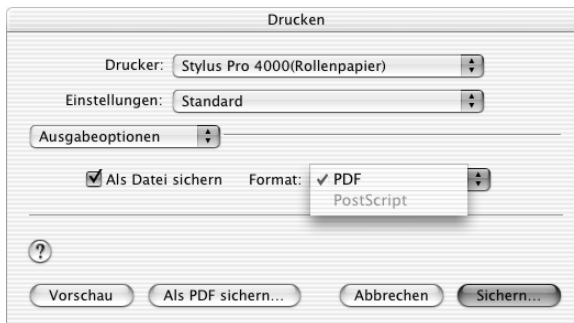 Drucken
Drucker: Stylus Pro 4000(Rollenpapier)
Einstellungen: Standard
Ausgabeoptionen
Als Datei sichern Format: ✓ PDF
PostScript
?
Vorschau Als PDF sichern... Abbrechen Sichern...